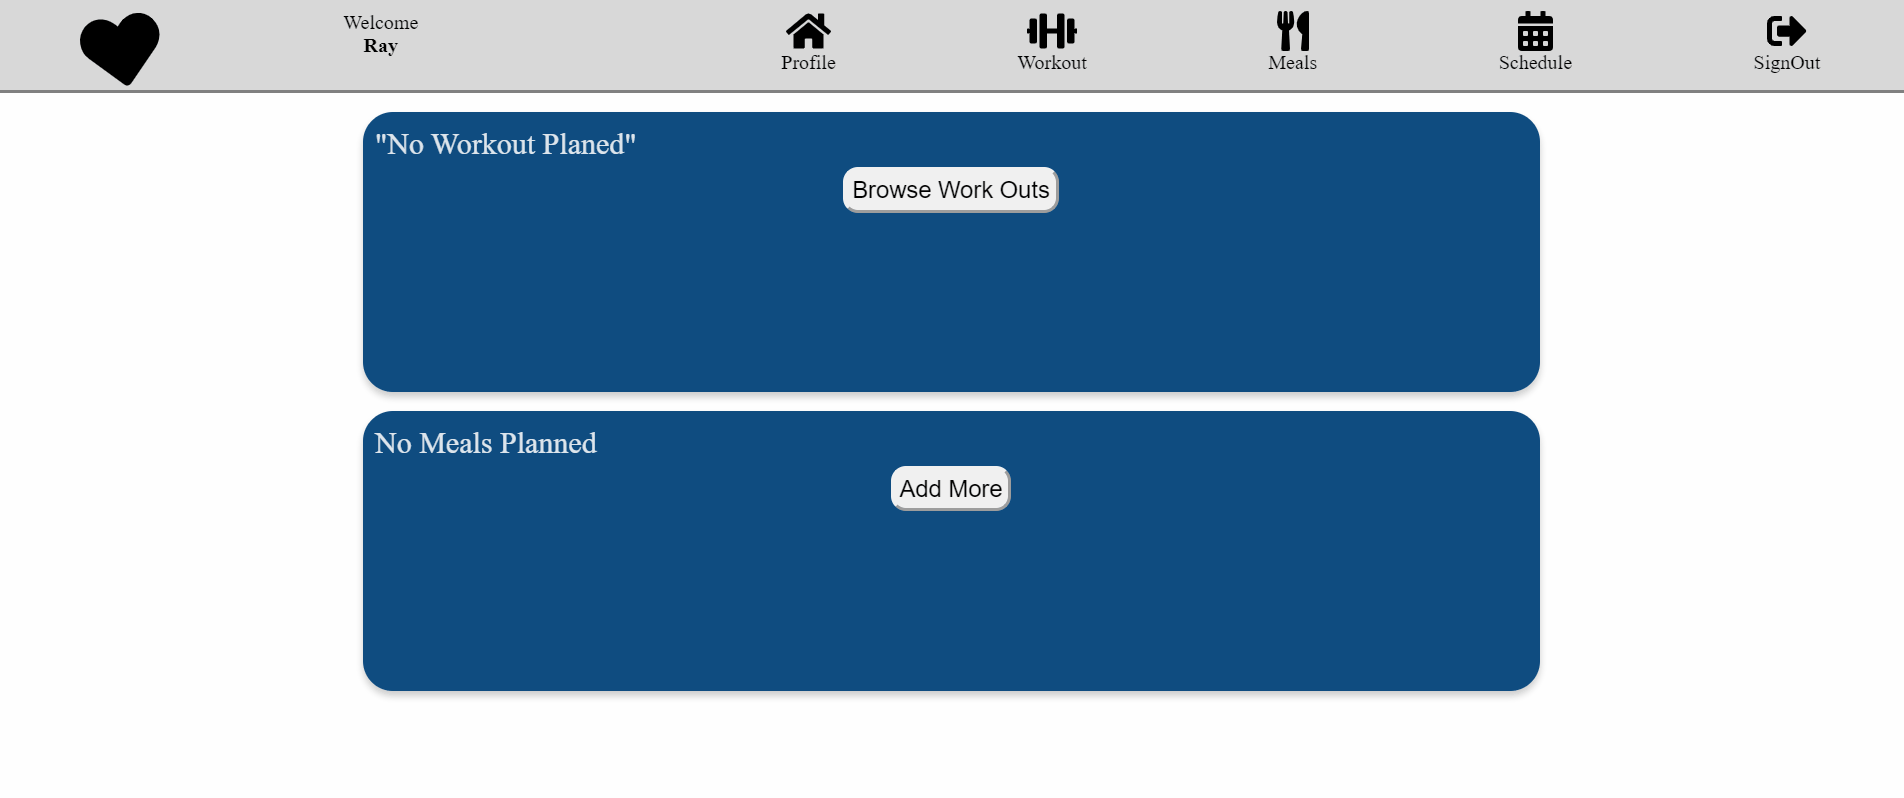 Welcome
Ray
Profile
Workout
Meals
Schedule
SignOut
"No Workout Planed"
Browse Work Outs
No Meals Planned
Add More